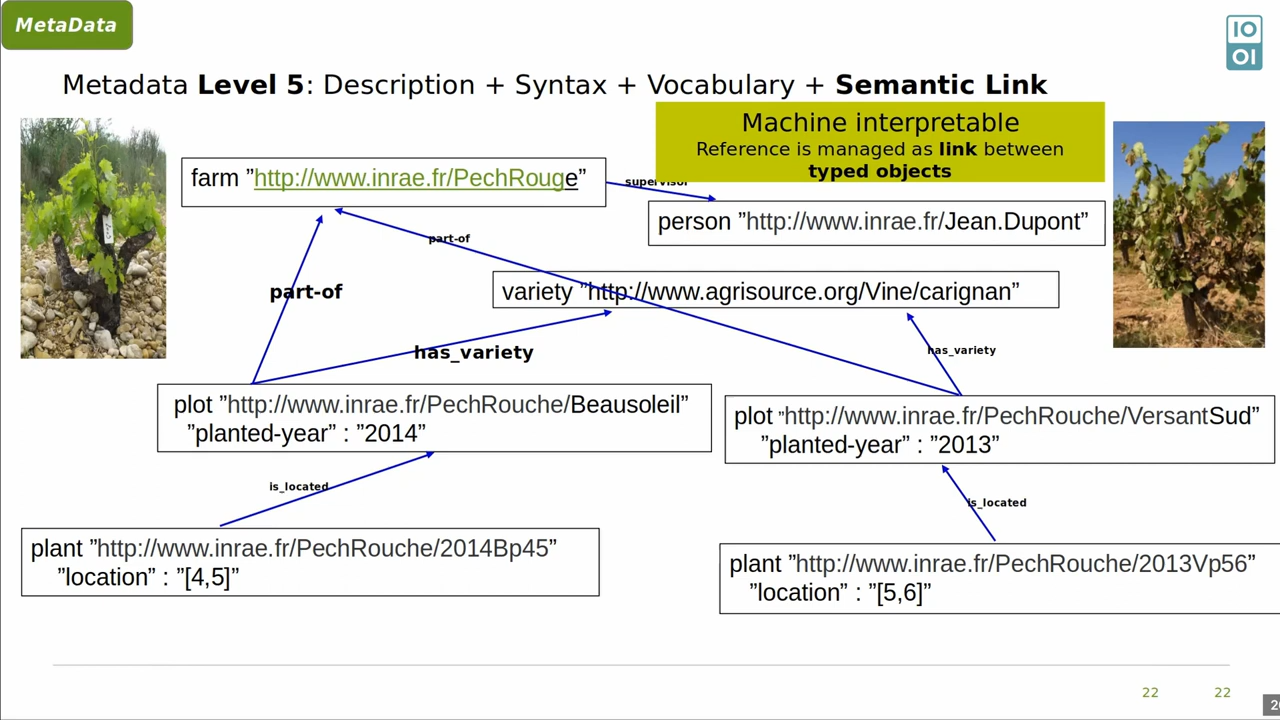 MetaData
IO
OI
Metadata Level 5: Description + Syntax + Vocabulary + Semantic Link
Machine interpretable
Reference is managed as link between
typed objects
farm ”http://www.inrae.fr/PechRouge”
supervisor
person ”http://www.inrae.fr/Jean.Dupont”
part-of
part-of
variety ”http://www.agrisource.org/Vine/carignan”
has_variety
has_variety
plot ”http://www.inrae.fr/PechRouche/Beausoleil”
”planted-year” : ”2014”
plot ”http://www.inrae.fr/PechRouche/VersantSud”
”planted-year” : ”2013”
is_located
is_located
plant ”http://www.inrae.fr/PechRouche/2014Bp45”
”location” : ”[4,5]”
plant ”http://www.inrae.fr/PechRouche/2013Vp56”
”location” : ”[5,6]”
22
22